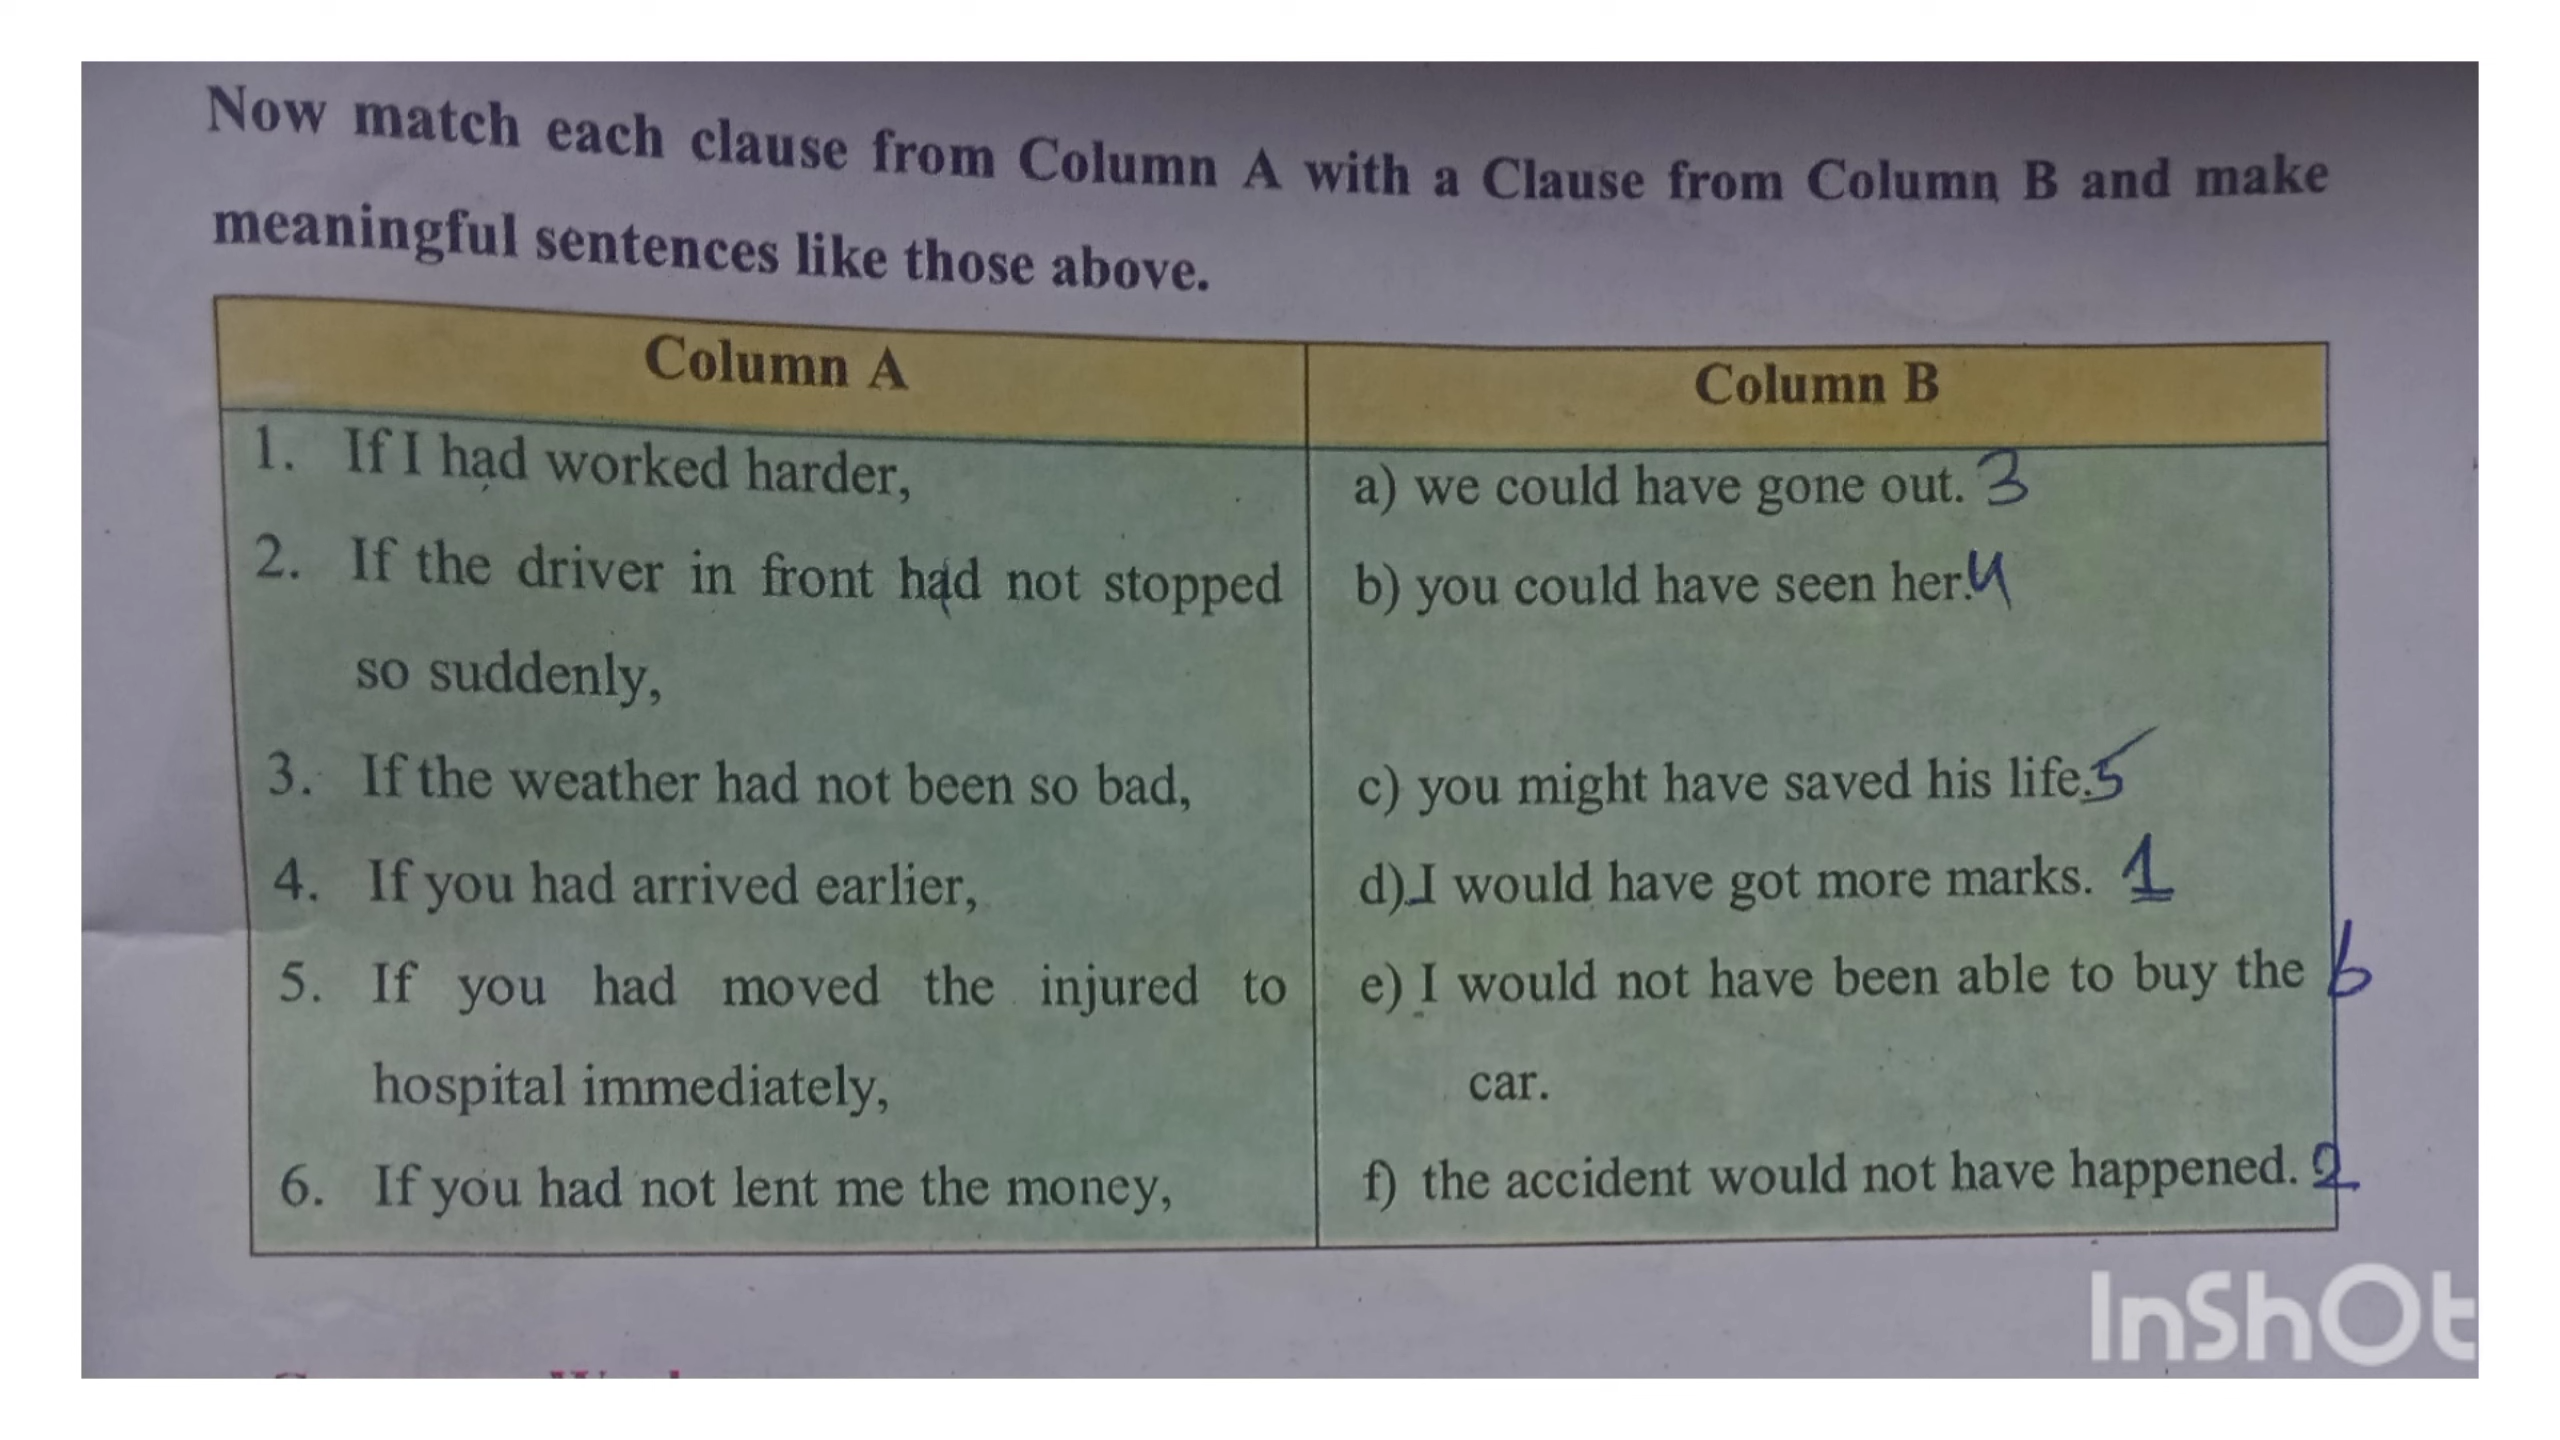 Now match each clause from Column A with a Clause from Column B and make
meaningful sentences like those above.
Column A
Column B
1. If I had worked harder,
a) we could have gone out. 3
2. If the driver in front had not stopped
b) you could have seen her. 4
so suddenly,
3. If the weather had not been so bad,
c) you might have saved his life. 5
4. If you had arrived earlier,
d) I would have got more marks. 1
5. If you had moved the injured to
e) I would not have been able to buy the 6
hospital immediately,
car.
6. If you had not lent me the money,
f) the accident would not have happened. 2
InShOt